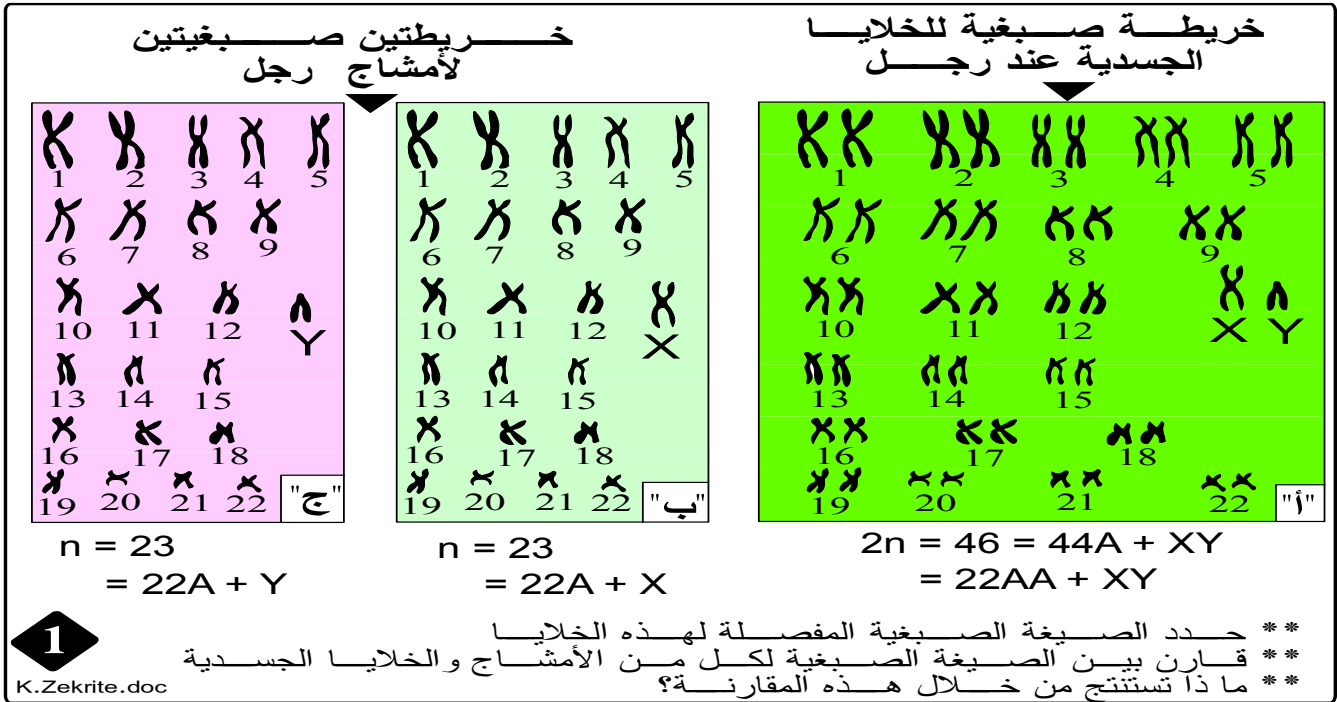 خريطة صبغية للخلايا
الجسدية عند رجل
خريطتين صبغيتين
لأمشاج رجل
1 2 3 4 5
6 7 8 9
10 11 12 X Y
13 14 15
16 17 18
19 20 21 22 "أ"
2n = 46 = 44A + XY
= 22AA + XY
1 2 3 4 5
6 7 8 9
10 11 12 X
13 14 15
16 17 18
19 20 21 22 "ب"
n = 23
= 22A + X
1 2 3 4 5
6 7 8 9
10 11 12 Y
13 14 15
16 17 18
19 20 21 22 "ج"
n = 23
= 22A + Y
** حدد الصيغة الصبغية المفصلة لهذه الخلايا
** قارن بين الصيغة الصبغية لكل من الأمشاج والخلايا الجسدية
** ما ذا تستنتج من خلال هذه المقارنة؟
1
K.Zekrite.doc